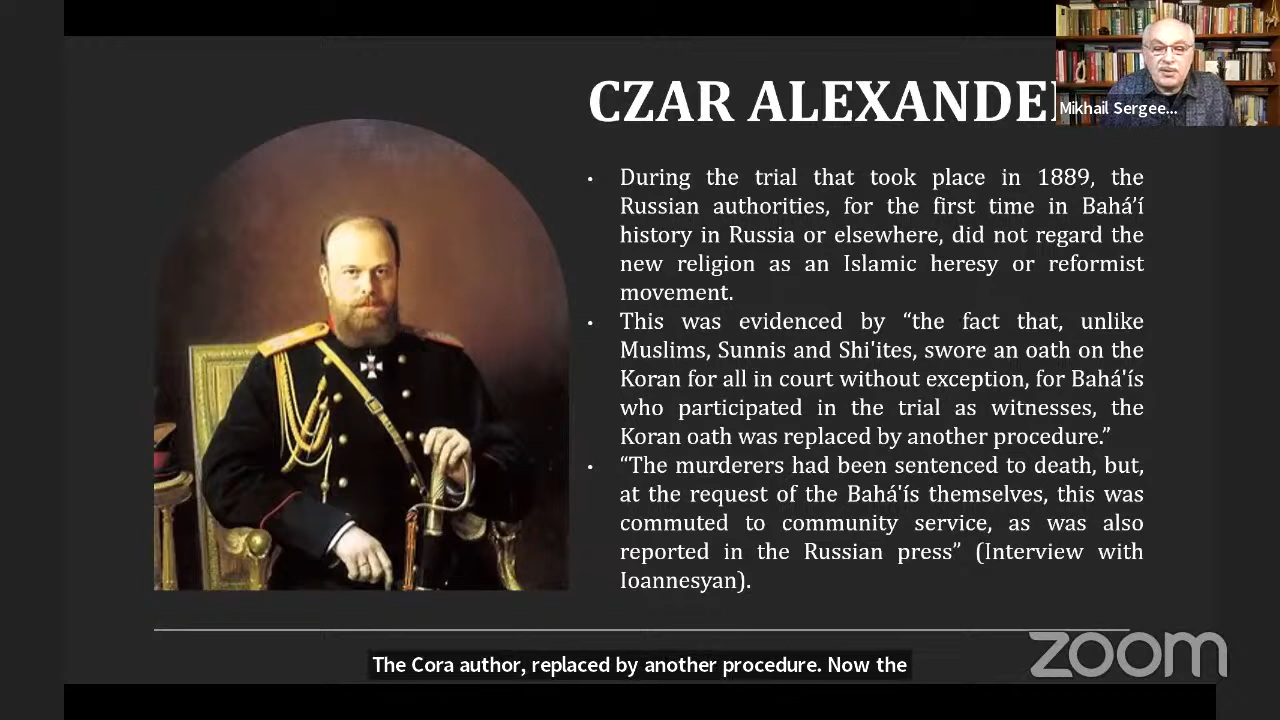 CZAR ALEXANDE
Mikhail Sergee...
• During the trial that took place in 1889, the
Russian authorities, for the first time in Bahá’í
history in Russia or elsewhere, did not regard the
new religion as an Islamic heresy or reformist
movement.
• This was evidenced by “the fact that, unlike
Muslims, Sunnis and Shi'ites, swore an oath on the
Koran for all in court without exception, for Bahá'ís
who participated in the trial as witnesses, the
Koran oath was replaced by another procedure.”
• “The murderers had been sentenced to death, but,
at the request of the Bahá'ís themselves, this was
commuted to community service, as was also
reported in the Russian press” (Interview with
Ioannesyan).
zoom
The Cora author, replaced by another procedure. Now the